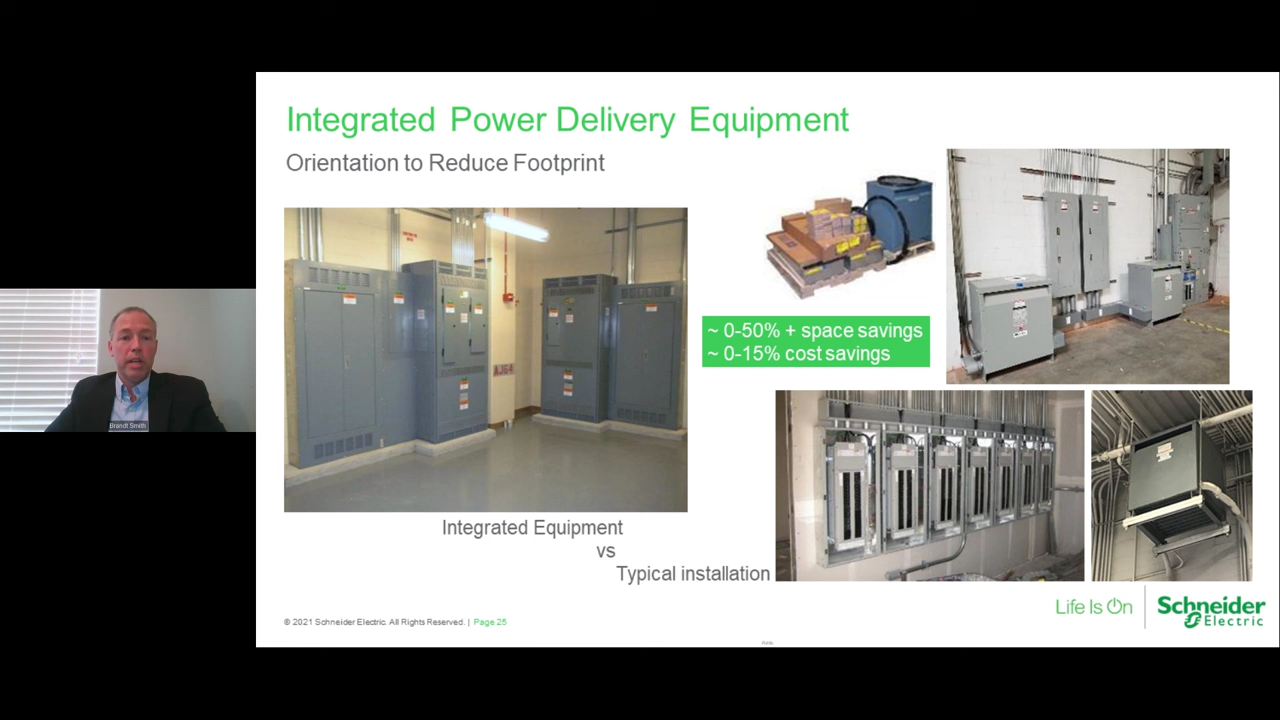 Integrated Power Delivery Equipment
Orientation to Reduce Footprint
~ 0-50% + space savings
~ 0-15% cost savings
AJ64
Brandt Smith
Integrated Equipment
vs
Typical installation
Life Is On
Schneider
Electric
© 2021 Schneider Electric. All Rights Reserved. | Page 25